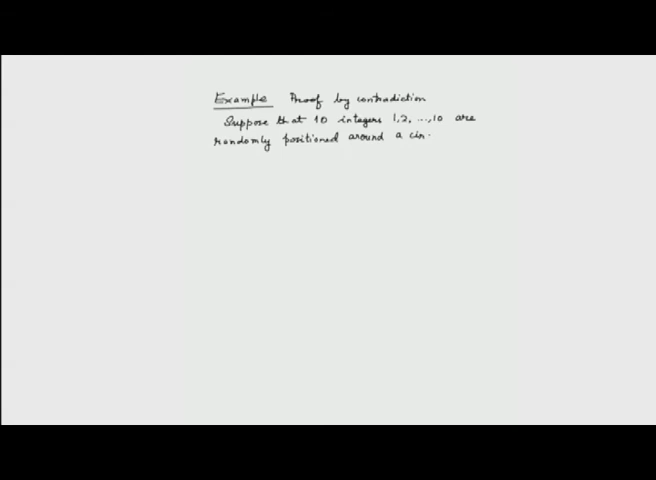 Example Proof by contradiction
Suppose that 10 integers 1,2, ...,10 are
randomly positioned around a cir